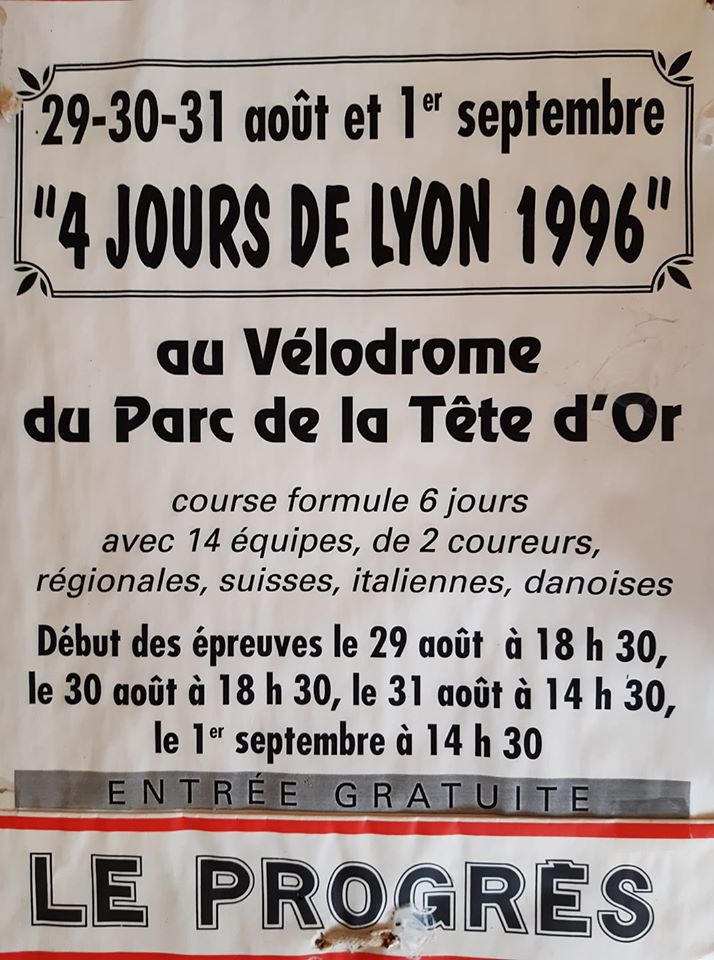 29-30-31 août et 1er septembre
"4 JOURS DE LYON 1996"
au Vélodrome
du Parc de la Tête d'Or
course formule 6 jours
avec 14 équipes, de 2 coureurs,
régionales, suisses, italiennes, danoises
Début des épreuves le 29 août à 18 h 30,
le 30 août à 18 h 30, le 31 août à 14 h 30,
le 1er septembre à 14 h 30
ENTRÉE GRATUITE
LE PROGRÈS